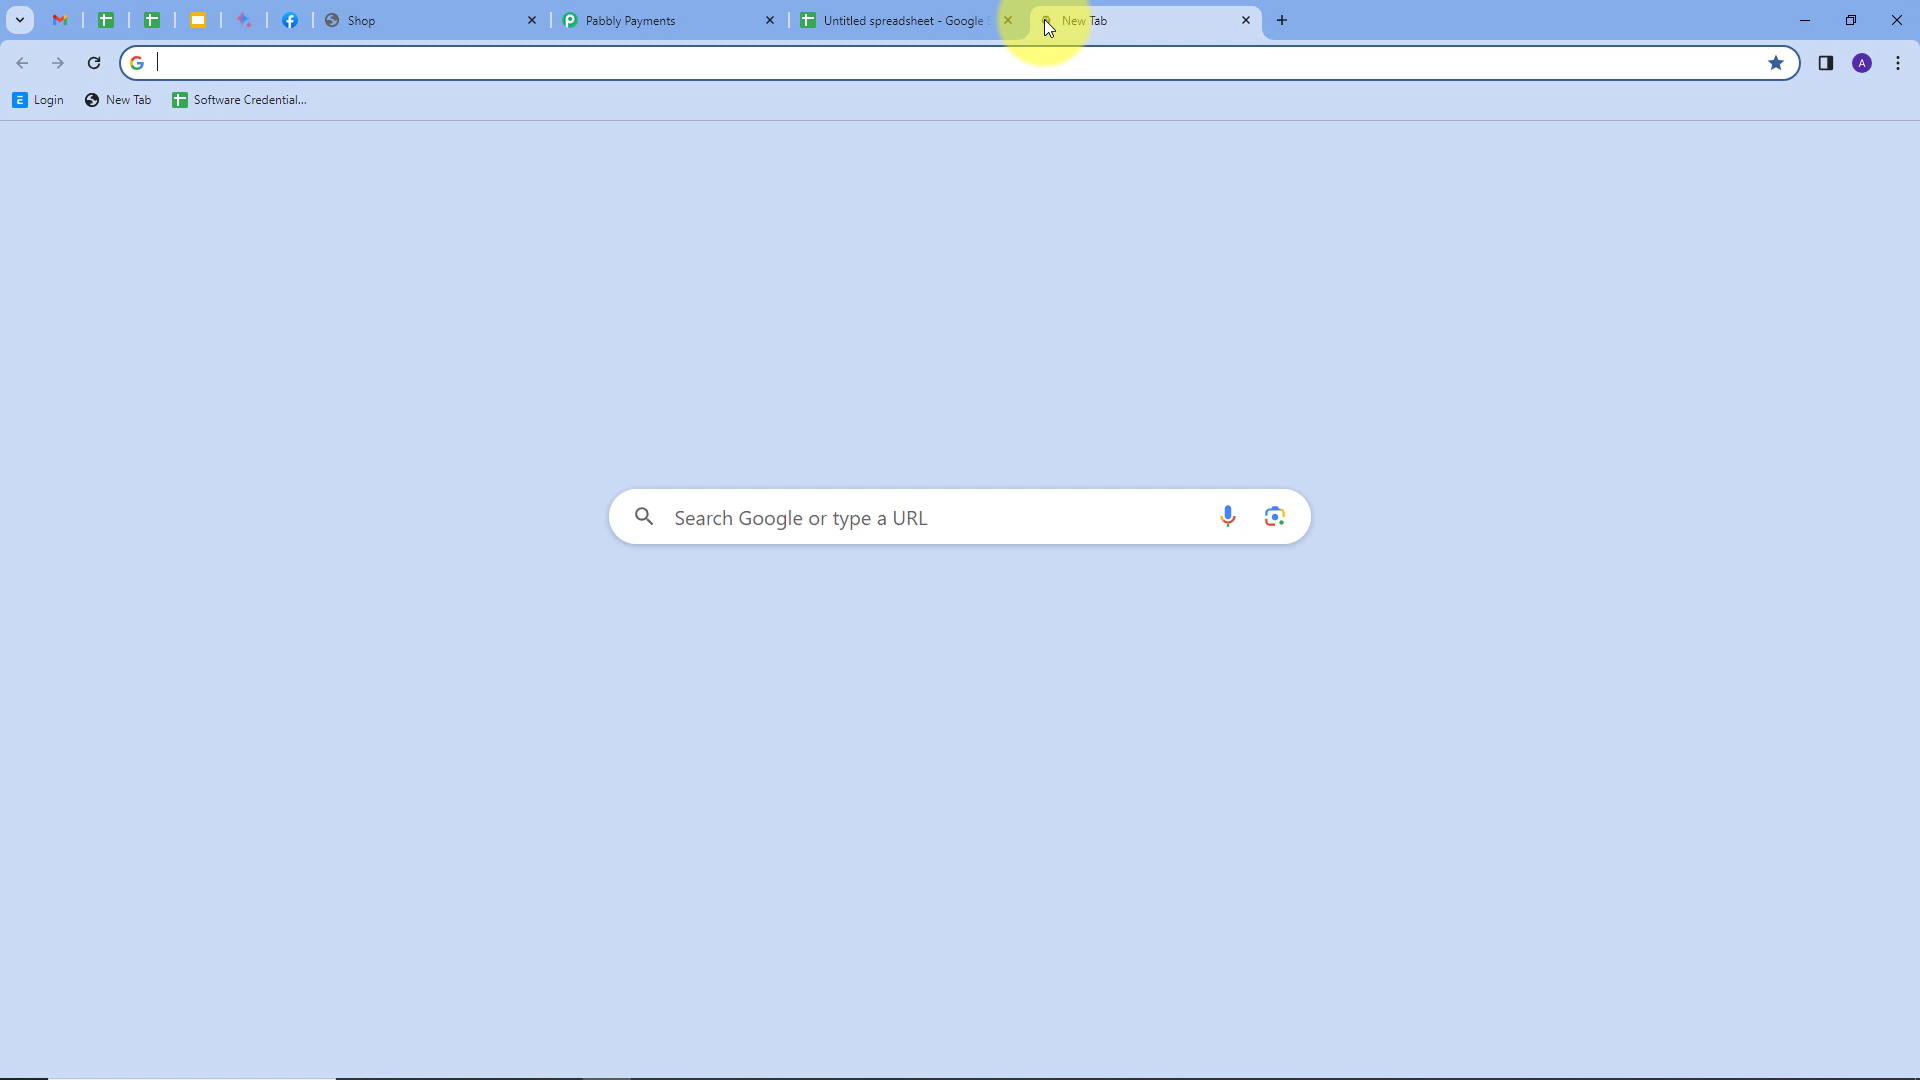 Shop
Pabbly Payments
Untitled spreadsheet - Google S
New Tab
A
Login
New Tab
Software Credential...
Search Google or type a URL